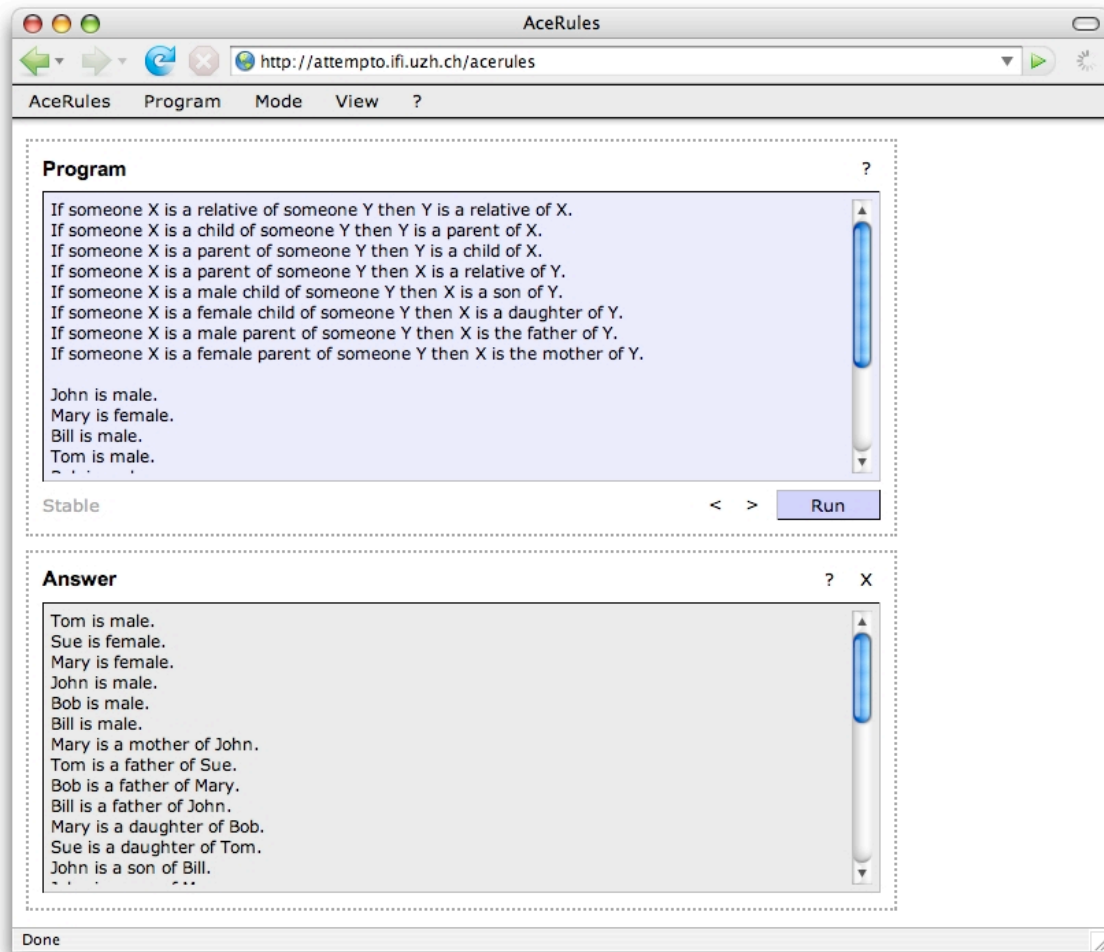 AceRules
http://attempto.ifi.uzh.ch/acerules
AceRules Program Mode View ?
Program ?
If someone X is a relative of someone Y then Y is a relative of X.
If someone X is a child of someone Y then Y is a parent of X.
If someone X is a parent of someone Y then Y is a child of X.
If someone X is a parent of someone Y then X is a relative of Y.
If someone X is a male child of someone Y then X is a son of Y.
If someone X is a female child of someone Y then X is a daughter of Y.
If someone X is a male parent of someone Y then X is the father of Y.
If someone X is a female parent of someone Y then X is the mother of Y.
John is male.
Mary is female.
Bill is male.
Tom is male.
Stable < > Run
Answer ? X
Tom is male.
Sue is female.
Mary is female.
John is male.
Bob is male.
Bill is male.
Mary is a mother of John.
Tom is a father of Sue.
Bob is a father of Mary.
Bill is a father of John.
Mary is a daughter of Bob.
Sue is a daughter of Tom.
John is a son of Bill.
Done